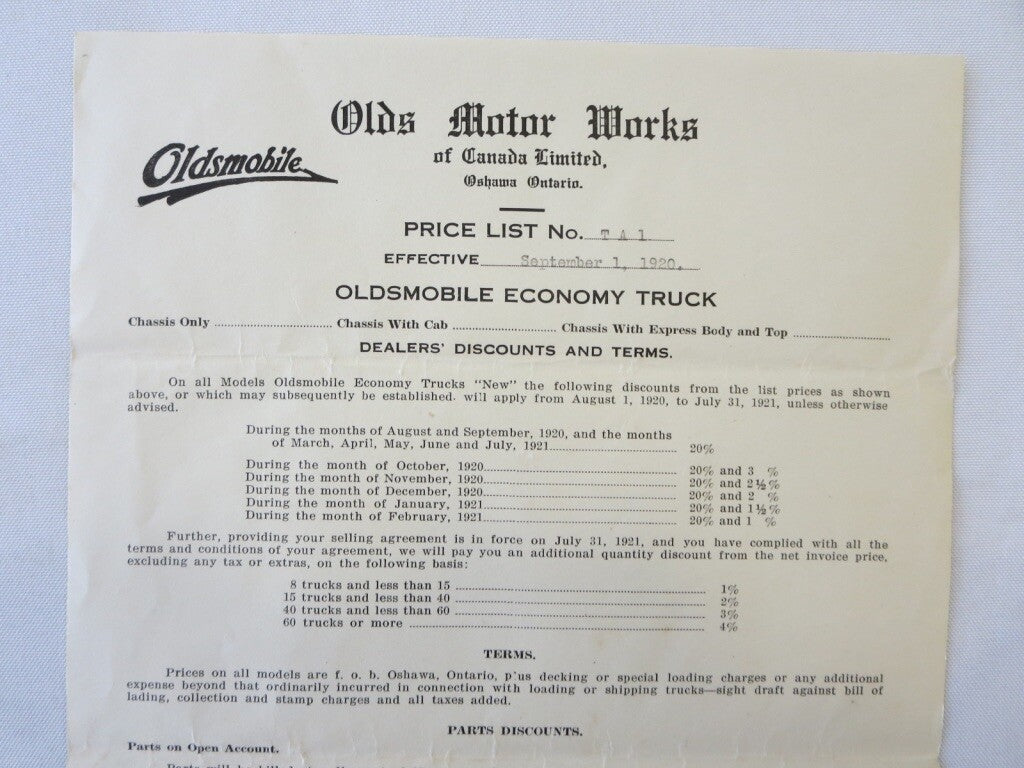 Olds Motor Works
of Canada Limited,
Oshawa Ontario.
Oldsmobile
PRICE LIST No. T A 1
EFFECTIVE September 1, 1920.
OLDSMOBILE ECONOMY TRUCK
Chassis Only .............................. Chassis With Cab .......................... Chassis With Express Body and Top ........................
DEALERS' DISCOUNTS AND TERMS.
On all Models Oldsmobile Economy Trucks "New" the following discounts from the list prices as shown
above, or which may subsequently be established. will apply from August 1, 1920, to July 31, 1921, unless otherwise
advised.
During the months of August and September, 1920, and the months
of March, April, May, June and July, 1921................................ 20%
During the month of October, 1920................................................ 20% and 3 %
During the month of November, 1920................................................ 20% and 2½%
During the month of December, 1920................................................ 20% and 2 %
During the month of January, 1921................................................ 20% and 1½%
During the month of February, 1921................................................ 20% and 1 %
Further, providing your selling agreement is in force on July 31, 1921, and you have complied with all the
terms and conditions of your agreement, we will pay you an additional quantity discount from the net invoice price,
excluding any tax or extras, on the following basis:
8 trucks and less than 15 ................................................ 1%
15 trucks and less than 40 ................................................ 2%
40 trucks and less than 60 ................................................ 3%
60 trucks or more ................................................ 4%
TERMS.
Prices on all models are f. o. b. Oshawa, Ontario, p'us decking or special loading charges or any additional
expense beyond that ordinarily incurred in connection with loading or shipping trucks—sight draft against bill of
lading, collection and stamp charges and all taxes added.
PARTS DISCOUNTS.
Parts on Open Account.